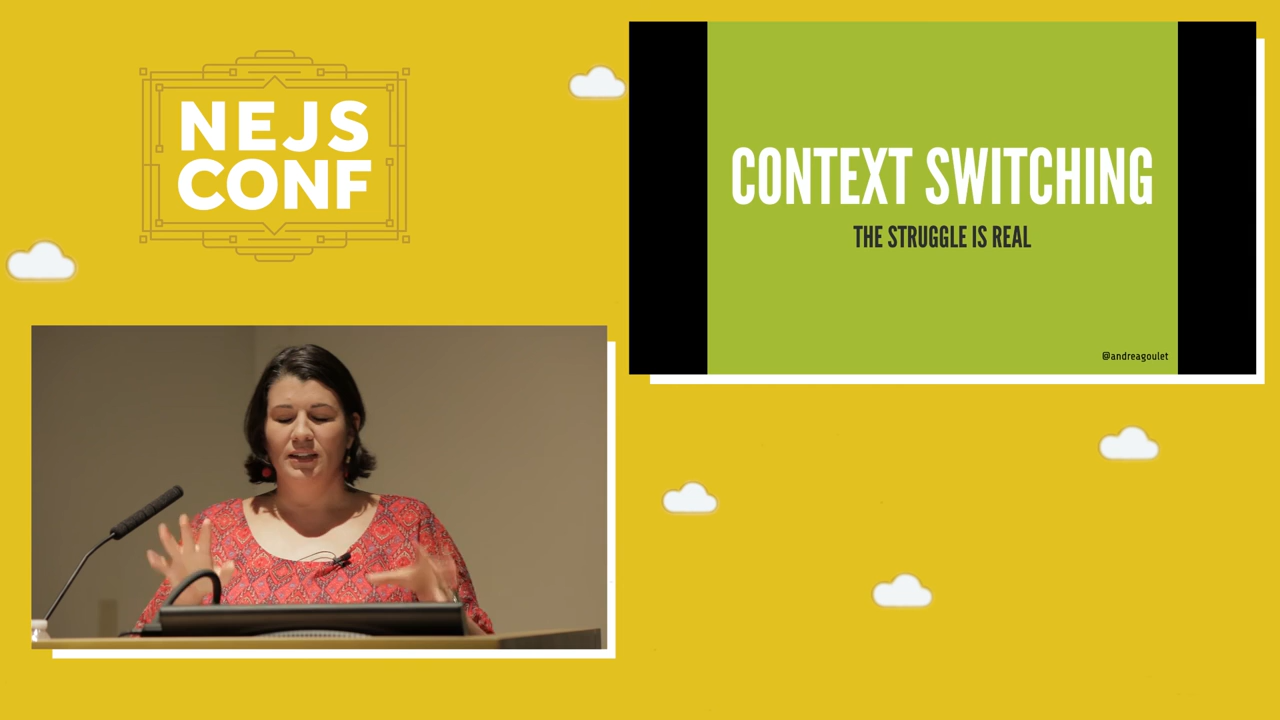 NEJS
CONF
CONTEXT SWITCHING
THE STRUGGLE IS REAL
@andreagoulet